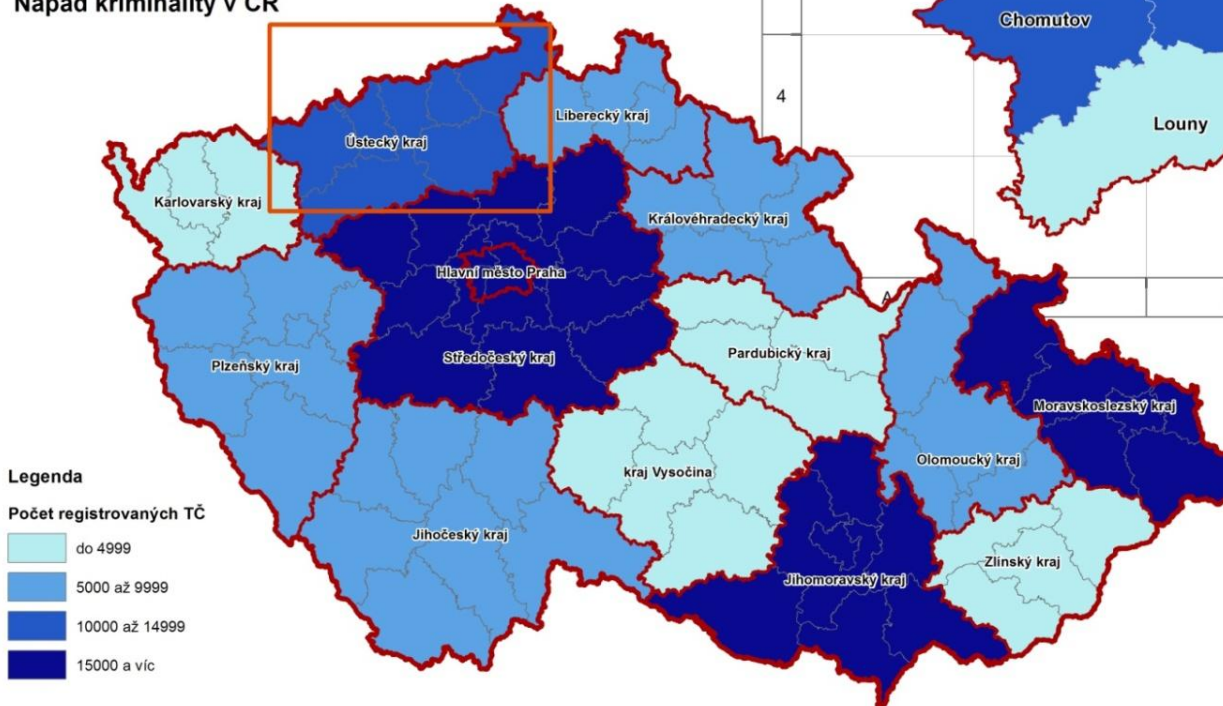 Nápad kriminality v ČR
Chomutov
4
Louny
Liberecký kraj
Ústecký kraj
Karlovarský kraj
Královéhradecký kraj
Hlavní město Praha
A
Pardubický kraj
Středočeský kraj
Plzeňský kraj
Moravskoslezský kraj
Olomoucký kraj
kraj Vysočina
Jihočeský kraj
Zlínský kraj
Jihomoravský kraj
Legenda
Počet registrovaných TČ
do 4999
5000 až 9999
10000 až 14999
15000 a víc